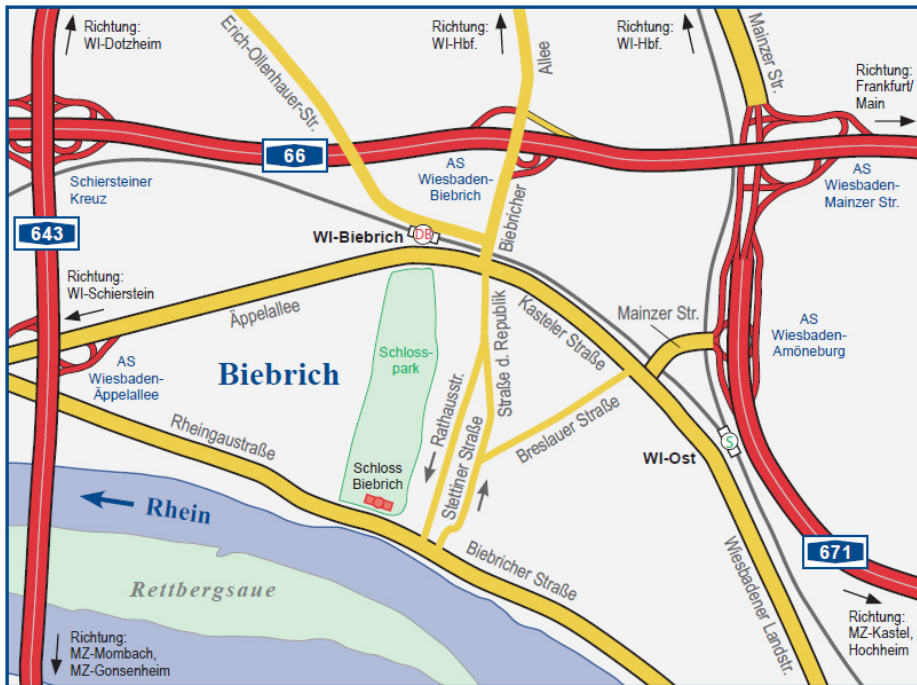 Richtung:
WI-Dotzheim
Erich-Ollenhauer-Str.
Richtung:
WI-Hbf.
Allee
Richtung:
WI-Hbf.
Mainzer Str.
Richtung:
Frankfurt/
Main
66
AS
Wiesbaden-
Biebrich
Biebricher
AS
Wiesbaden-
Mainzer Str.
Schiersteiner
Kreuz
643
WI-Biebrich
DB
Richtung:
WI-Schierstein
Äppelallee
Kasteler Straße
Mainzer Str.
AS
Wiesbaden-
Amöneburg
Straße d. Republik
Schloss-
park
AS
Wiesbaden-
Äppelallee
Biebrich
Rathausstr.
Stettiner Straße
Breslauer Straße
Rheingaustraße
WI-Ost
S
Schloss
Biebrich
Rhein
Biebricher Straße
671
Rettbergsaue
Wiesbadener Landstr.
Richtung:
MZ-Mombach,
MZ-Gonsenheim
Richtung:
MZ-Kastel,
Hochheim